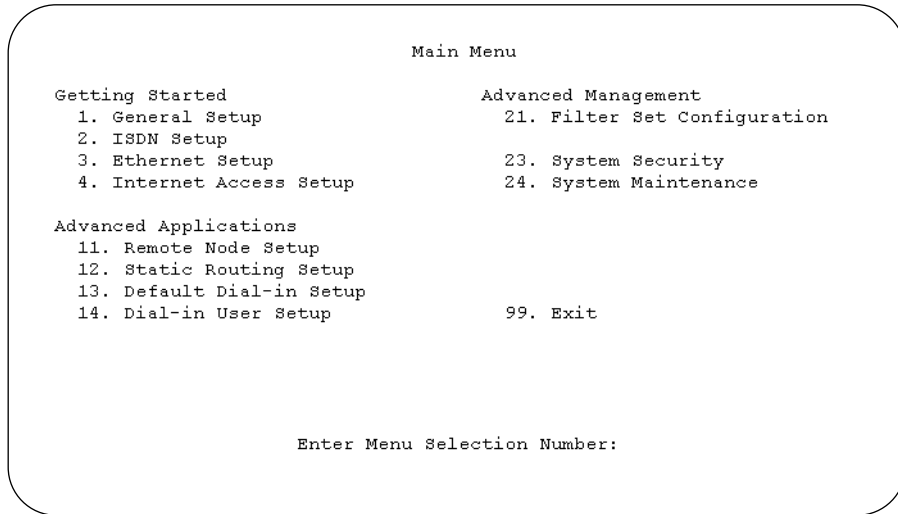 Main Menu
Getting Started
1. General Setup
2. ISDN Setup
3. Ethernet Setup
4. Internet Access Setup
Advanced Applications
11. Remote Node Setup
12. Static Routing Setup
13. Default Dial-in Setup
14. Dial-in User Setup
Advanced Management
21. Filter Set Configuration
23. System Security
24. System Maintenance
99. Exit
Enter Menu Selection Number: